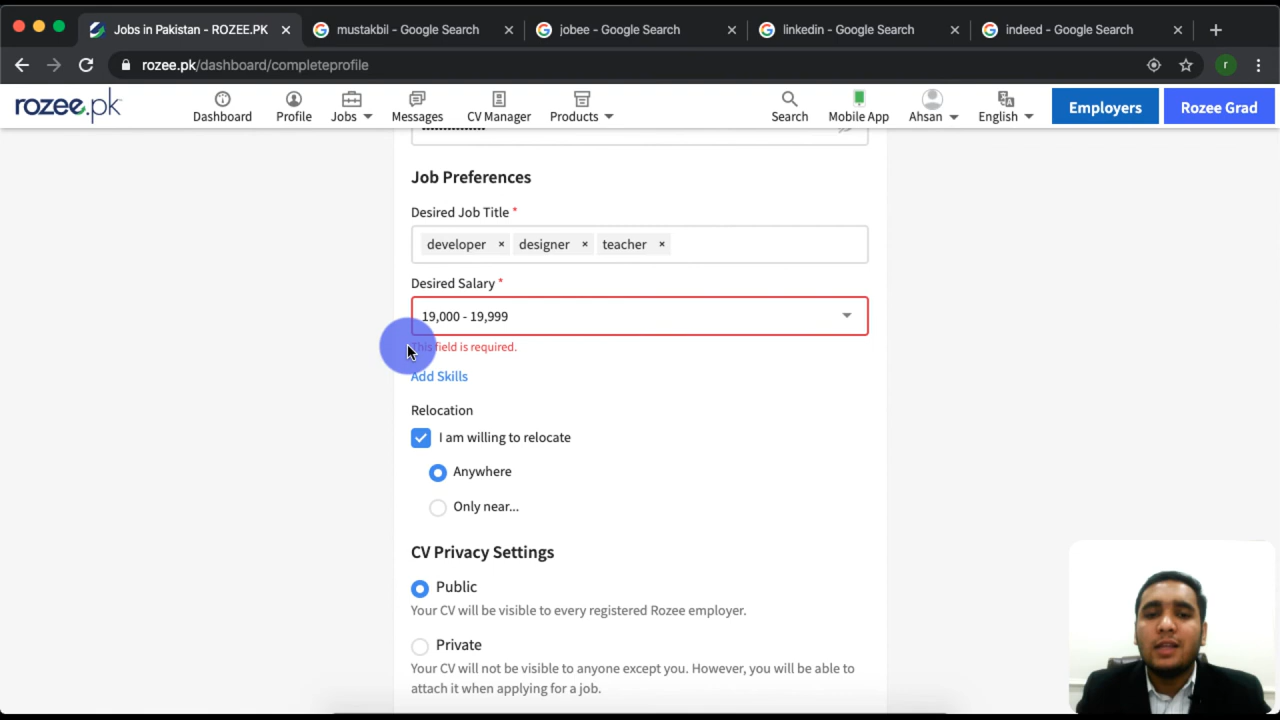 Jobs in Pakistan - ROZEE.PK
mustakbil - Google Search
jobee - Google Search
linkedin - Google Search
indeed - Google Search
rozee.pk/dashboard/completeprofile
r
rozee.pk
Dashboard
Profile
Jobs
Messages
CV Manager
Products
Search
Mobile App
Ahsan
English
Employers
Rozee Grad
Job Preferences
Desired Job Title *
developer × designer × teacher ×
Desired Salary *
19,000 - 19,999
This field is required.
Add Skills
Relocation
I am willing to relocate
Anywhere
Only near...
CV Privacy Settings
Public
Your CV will be visible to every registered Rozee employer.
Private
Your CV will not be visible to anyone except you. However, you will be able to
attach it when applying for a job.